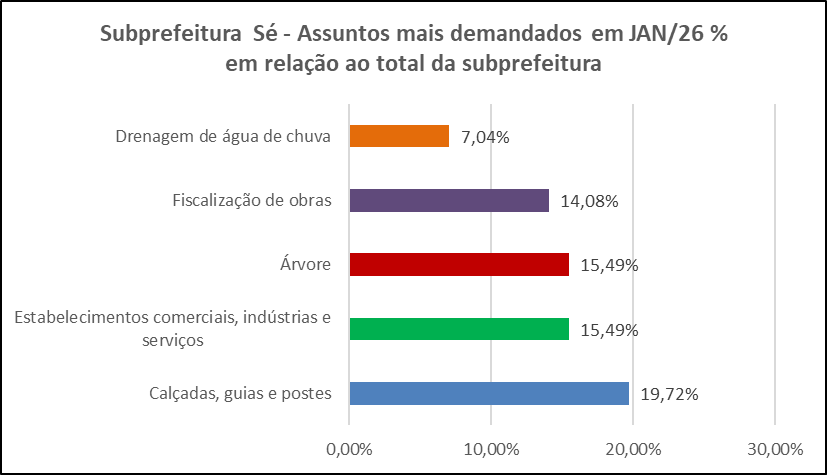 Subprefeitura Sé - Assuntos mais demandados em JAN/26 %
em relação ao total da subprefeitura
Drenagem de água de chuva
7,04%
Fiscalização de obras
14,08%
Árvore
15,49%
Estabelecimentos comerciais, indústrias e
serviços
15,49%
Calçadas, guias e postes
19,72%
0,00%
10,00%
20,00%
30,00%